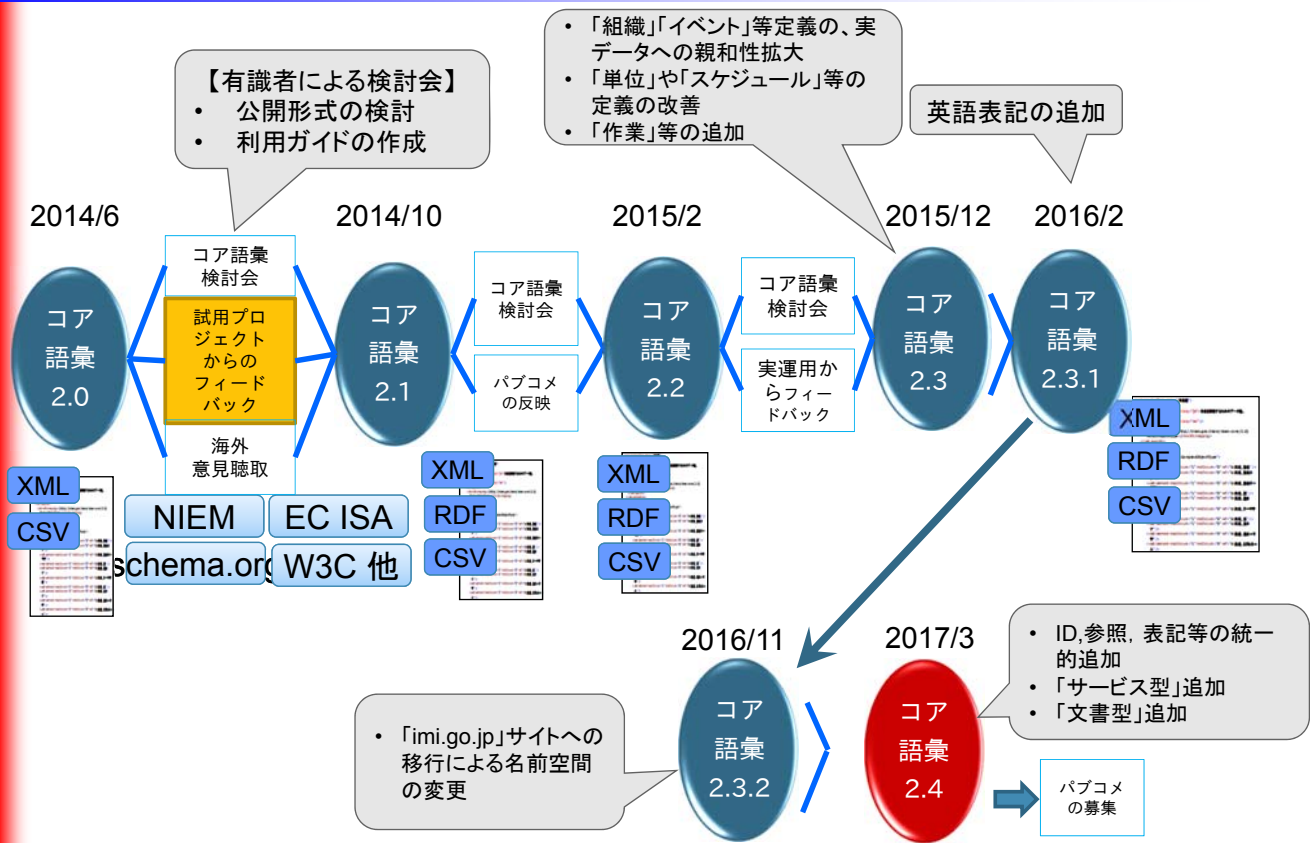 ・「組織」「イベント」等定義の、実
データへの親和性拡大
・「単位」や「スケジュール」等の
定義の改善
・「作業」等の追加
【有識者による検討会】
・ 公開形式の検討
・ 利用ガイドの作成
英語表記の追加
2014/6
2014/10
2015/2
2015/12
2016/2
コア
語彙
2.0
コア語彙
検討会
試用プロ
ジェクト
からの
フィード
バック
海外
意見聴取
コア
語彙
2.1
コア語彙
検討会
パブコメ
の反映
コア
語彙
2.2
コア語彙
検討会
実運用か
らフィー
ドバック
コア
語彙
2.3
コア
語彙
2.3.1
XML
CSV
NIEM
EC ISA
schema.org
W3C 他
XML
RDF
CSV
XML
RDF
CSV
XML
RDF
CSV
2016/11
2017/3
・「imi.go.jp」サイトへの
移行による名前空間
の変更
コア
語彙
2.3.2
コア
語彙
2.4
・ ID,参照, 表記等の統一
的追加
・「サービス型」追加
・「文書型」追加
パブコメ
の募集